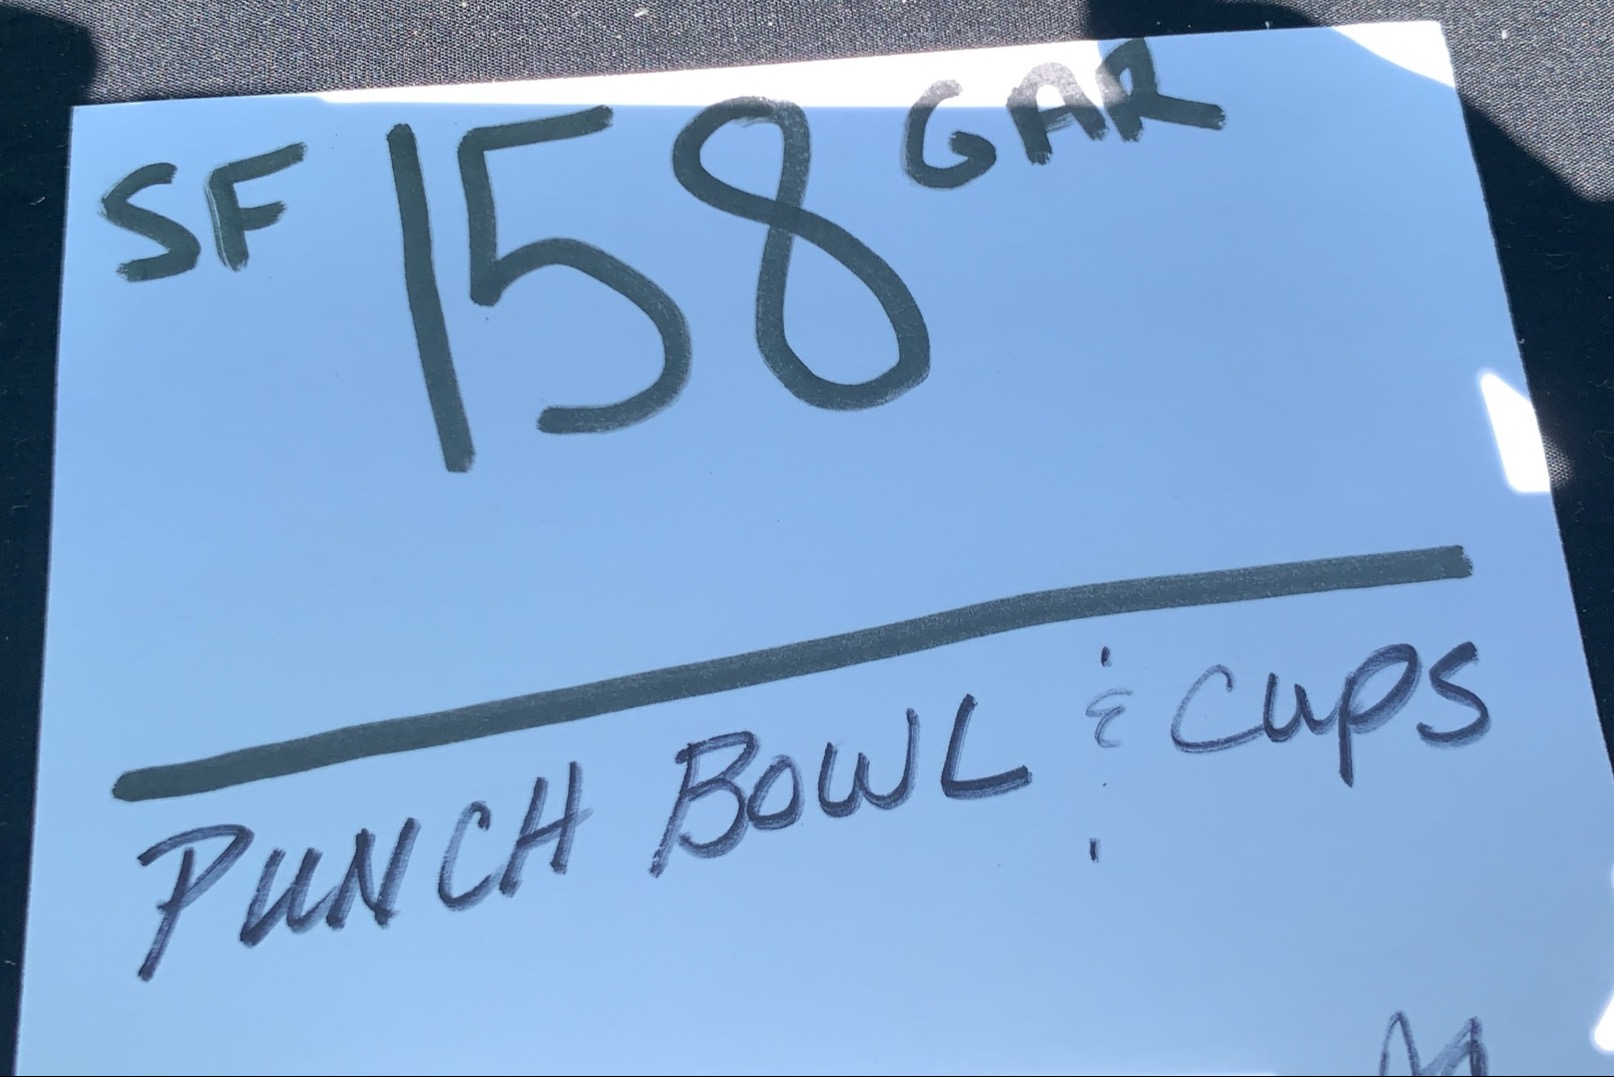 SF 158 GAR
PUNCH BOWL & CUPS